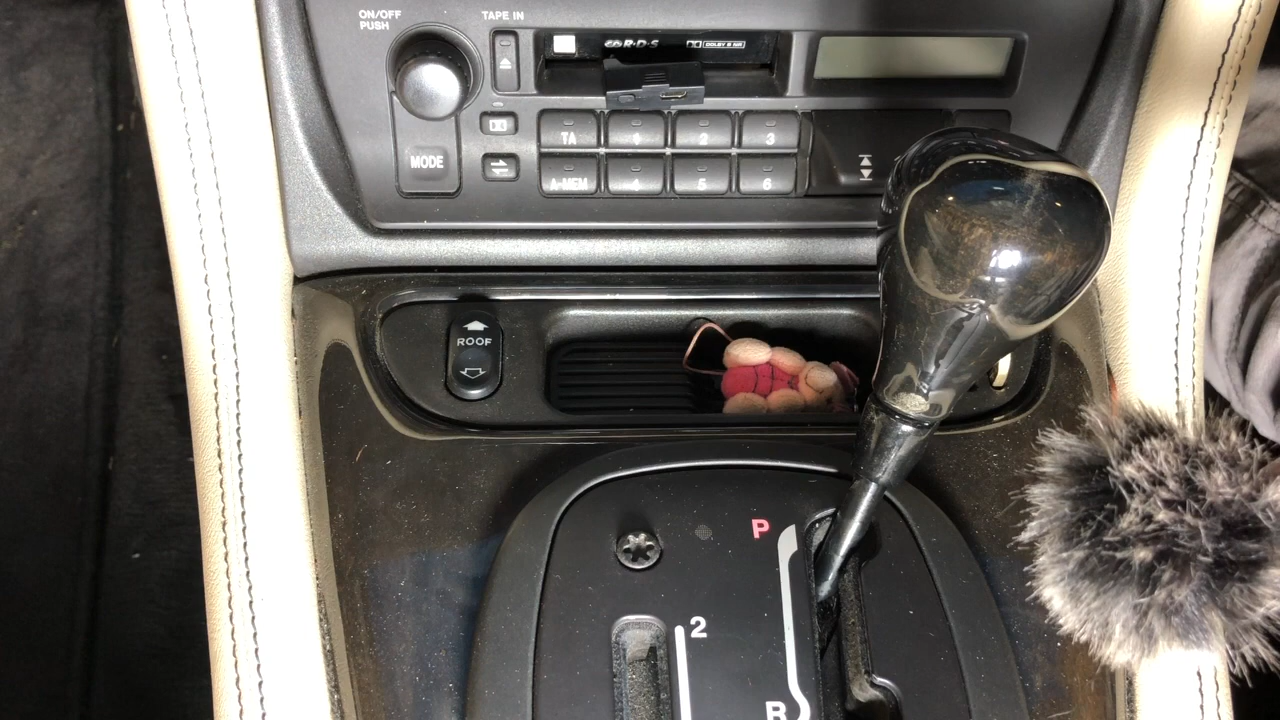 ON/OFF
PUSH
TAPE IN
R·D·S
DOLBY B NR
TA
1
2
3
MODE
A-MEM
4
5
6
ROOF
P
2
R